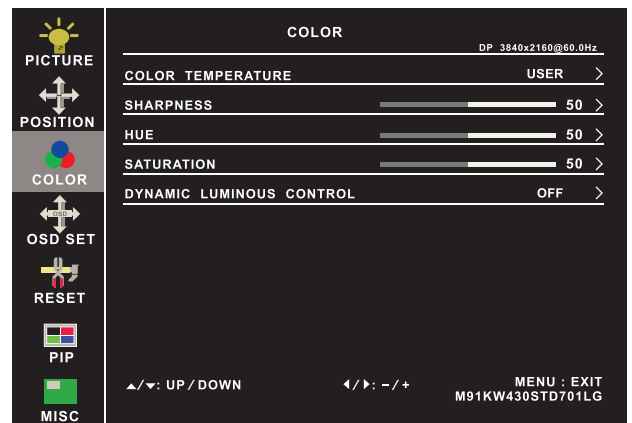 COLOR
DP 3840x2160@60.0Hz
PICTURE
COLOR TEMPERATURE USER >
SHARPNESS 50 >
POSITION
HUE 50 >
SATURATION 50 >
COLOR
DYNAMIC LUMINOUS CONTROL OFF >
OSD
OSD SET
RESET
PIP
▲/▼: UP / DOWN ◀/▶: – / + MENU : EXIT
M91KW430STD701LG
MISC